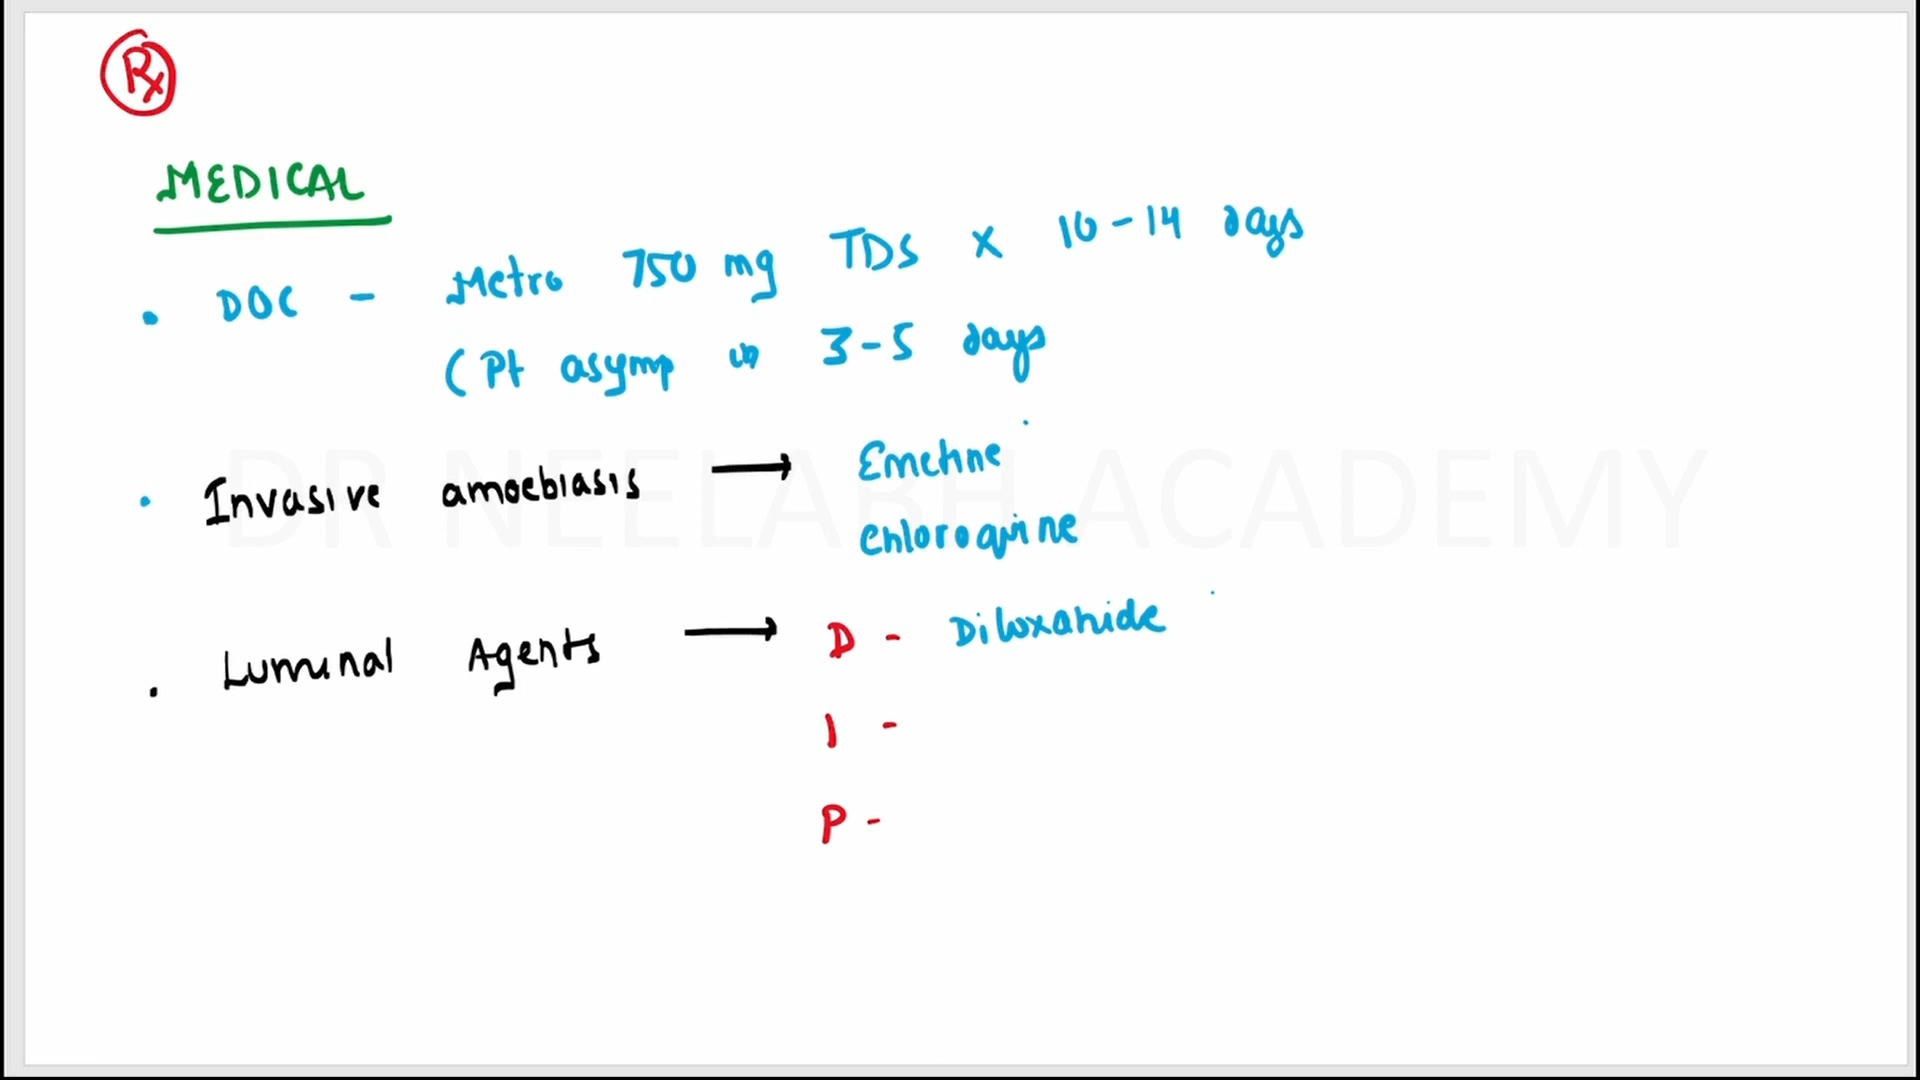 Rx
MEDICAL
• DOC - Metro 750 mg TDS x 10-14 days
(Pt asymp in 3-5 days
• Invasive amoebiasis → Emetine
Chloroquine
• Luminal Agents → D - Diloxanide
I -
P -
DR NEELABH ACADEMY